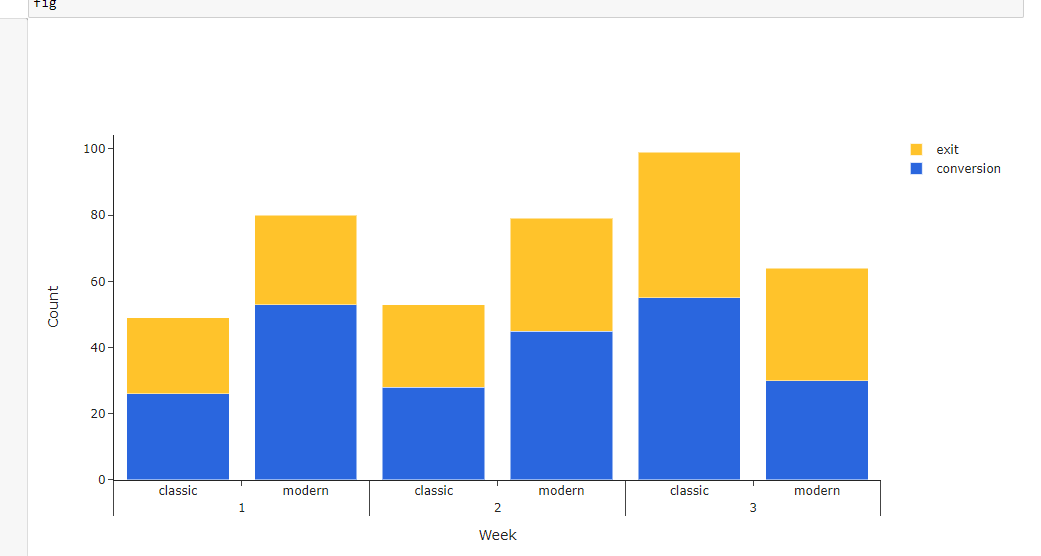 fig
100
80
60
40
20
0
Count
classic modern classic modern classic modern
1 2 3
Week
exit
conversion